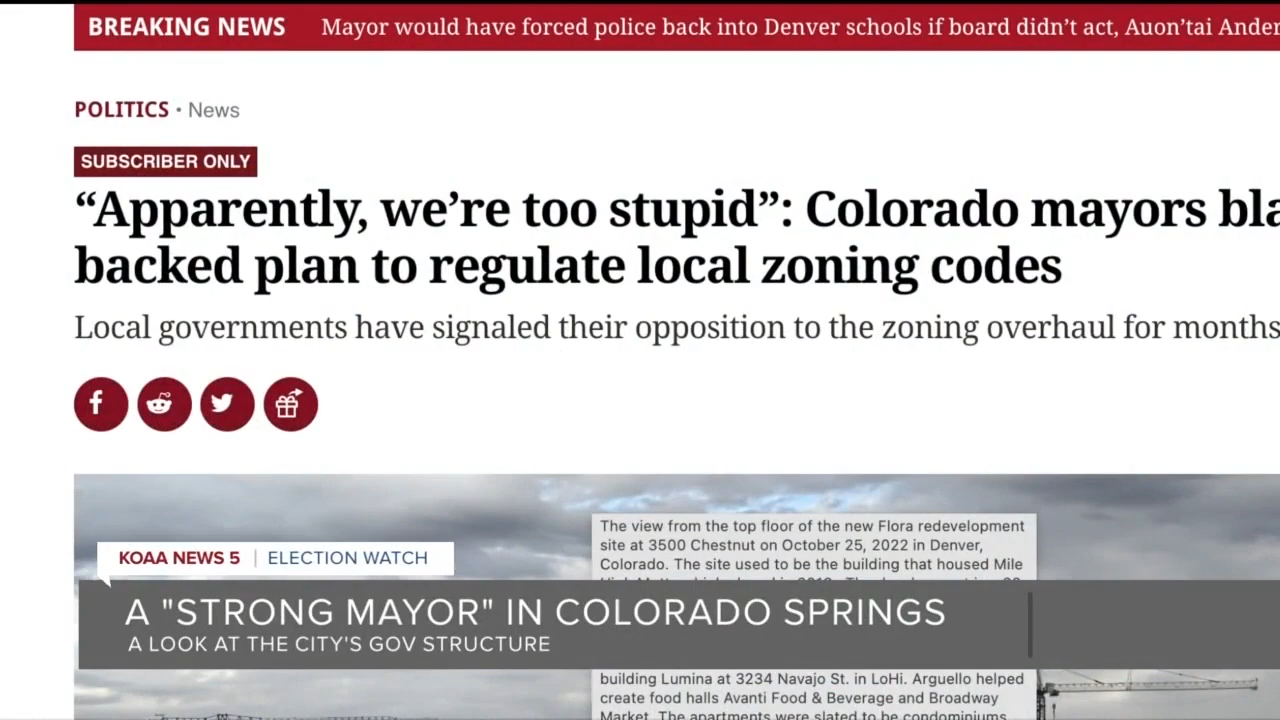 BREAKING NEWS Mayor would have forced police back into Denver schools if board didn’t act, Auon’tai
POLITICS • News
SUBSCRIBER ONLY
“Apparently, we’re too stupid”: Colorado mayors
backed plan to regulate local zoning codes
Local governments have signaled their opposition to the zoning overhaul for months
The view from the top floor of the new Flora redevelopment
site at 3500 Chestnut on October 25, 2022 in Denver,
Colorado. The site used to be the building that housed Mile
KOAA NEWS 5 | ELECTION WATCH
A "STRONG MAYOR" IN COLORADO SPRINGS
A LOOK AT THE CITY'S GOV STRUCTURE
building Lumina at 3234 Navajo St. in LoHi. Arguello helped
create food halls Avanti Food & Beverage and Broadway
Market. The apartments were slated to be condominiums